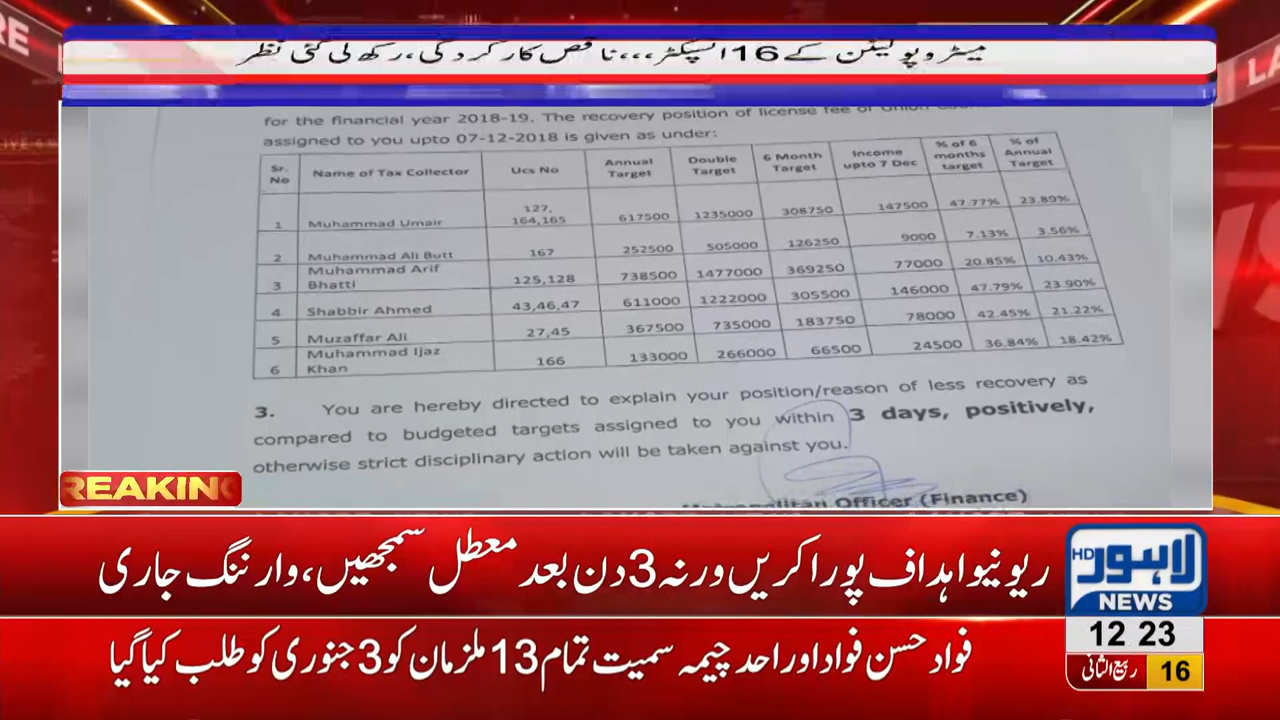 میٹروپولیٹن کے 16 انسپکٹر،،،ناقص کارکردگی،رکھ لی گئی نظر
for the financial year 2018-19. The recovery position of license fee of Union
assigned to you upto 07-12-2018 is given as under:
Sr. No Name of Tax Collector Ucs No Annual Target Double Target 6 Month Target Income upto 7 Dec % of 6 months target % of Annual Target
1 Muhammad Umair 127, 164,165 617500 1235000 308750 147500 47.77% 23.89%
2 Muhammad Ali Butt 167 252500 505000 126250 9000 7.13% 3.56%
3 Muhammad Arif Bhatti 125,128 738500 1477000 369250 77000 20.85% 10.43%
4 Shabbir Ahmed 43,46,47 611000 1222000 305500 146000 47.79% 23.90%
5 Muzaffar Ali 27,45 367500 735000 183750 78000 42.45% 21.22%
6 Muhammad Ijaz Khan 166 133000 266000 66500 24500 36.84% 18.42%
3. You are hereby directed to explain your position/reason of less recovery as
compared to budgeted targets assigned to you within 3 days, positively,
otherwise strict disciplinary action will be taken against you.
Metropolitan Officer (Finance)
REAKING
ریونیو اہداف پورا کریں ورنہ 3 دن بعد معطل سمجھیں،وارننگ جاری
HD لاہور
NEWS
12 23
فواد حسن فواد اور احد چیمہ سمیت تمام 13 ملزمان کو 3 جنوری کو طلب کیا گیا
16 ربیع الثانی